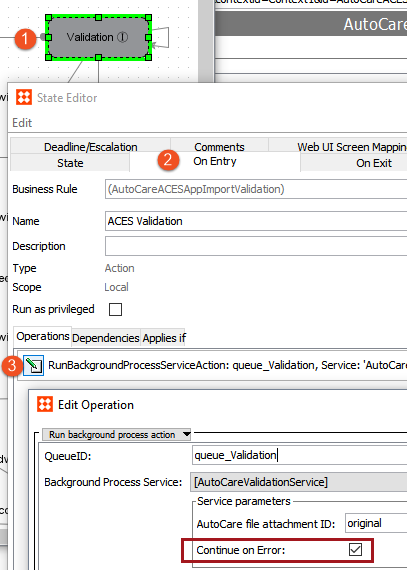 contextId=Context1&id=AutoCareACES
AutoCare
1
Validation ①
State Editor
Edit
Deadline/Escalation Comments Web UI Screen Mapping
State 2 On Entry On Exit
Business Rule (AutoCareACESAppImportValidation)
Name ACES Validation
Description
Type Action
Scope Local
Run as privileged
Operations Dependencies Applies if
3 RunBackgroundProcessServiceAction: queue_Validation, Service: 'AutoCare
Edit Operation
Run background process action
QueueID: queue_Validation
Background Process Service: [AutoCareValidationService]
Service parameters
AutoCare file attachment ID: original
Continue on Error: